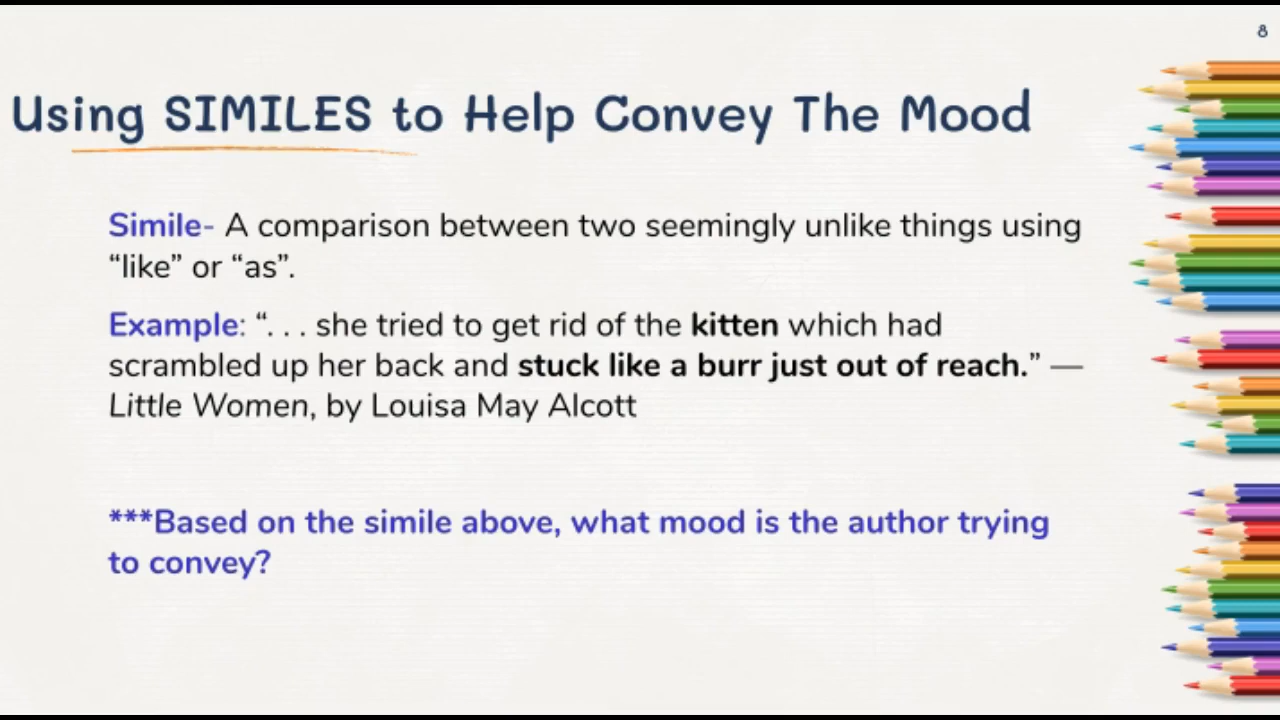 8
Using SIMILES to Help Convey The Mood
Simile- A comparison between two seemingly unlike things using
“like” or “as”.
Example: “. . . she tried to get rid of the kitten which had
scrambled up her back and stuck like a burr just out of reach.” —
Little Women, by Louisa May Alcott
***Based on the simile above, what mood is the author trying
to convey?